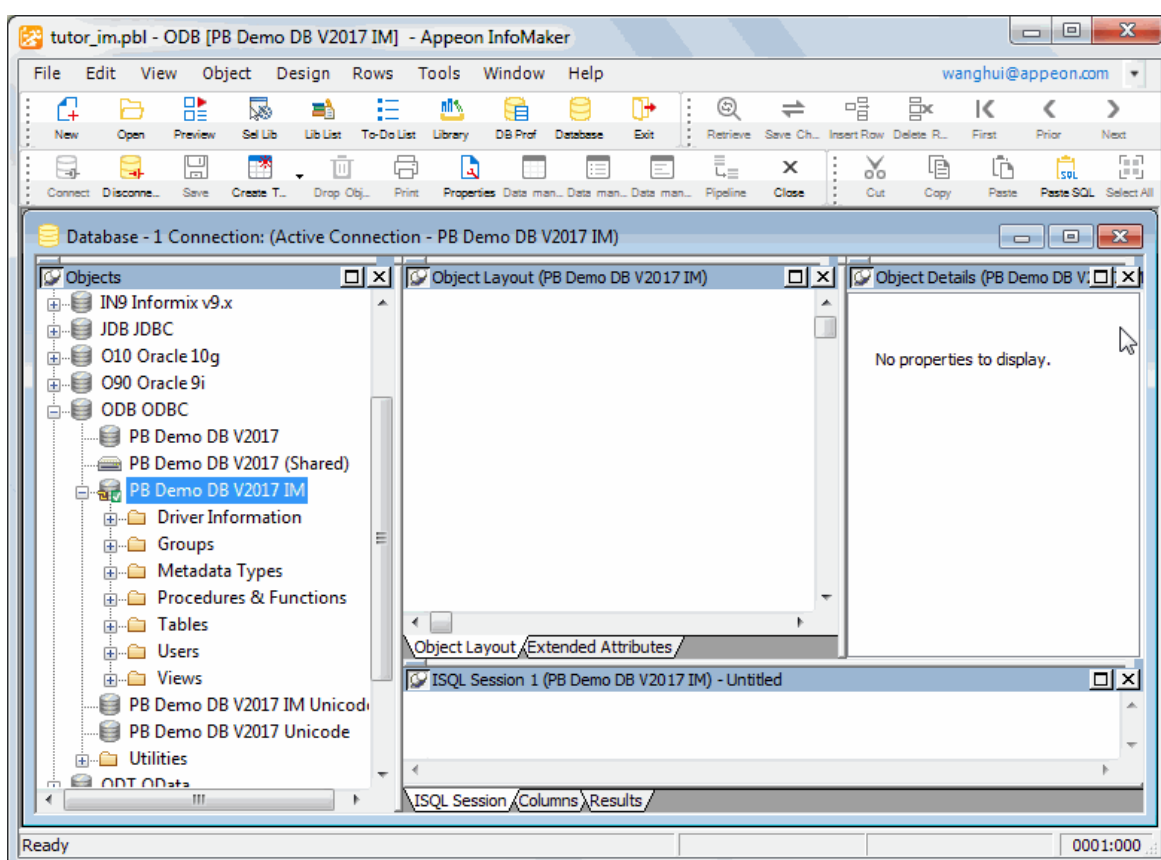 tutor_im.pbl - ODB [PB Demo DB V2017 IM] - Appeon InfoMaker
File Edit View Object Design Rows Tools Window Help wanghui@appeon.com
New Open Preview Sel Lib Lib List To-Do List Library DB Prof Database Exit Retrieve Save Ch... Insert Row Delete R... First Prior Next
SQL
Connect Disconne... Save Create T... Drop Obj... Print Properties Data man... Data man... Data man... Pipeline Close Cut Copy Paste Paste SQL Select All
Database - 1 Connection: (Active Connection - PB Demo DB V2017 IM)
Objects
IN9 Informix v9.x
JDB JDBC
O10 Oracle 10g
O90 Oracle 9i
ODB ODBC
PB Demo DB V2017
PB Demo DB V2017 (Shared)
PB Demo DB V2017 IM
Driver Information
Groups
Metadata Types
Procedures & Functions
Tables
Users
Views
PB Demo DB V2017 IM Unicod
PB Demo DB V2017 Unicode
Utilities
ODT OData
Object Layout (PB Demo DB V2017 IM)
Object Layout Extended Attributes
Object Details (PB Demo DB V
No properties to display.
ISQL Session 1 (PB Demo DB V2017 IM) - Untitled
ISQL Session Columns Results
Ready 0001:000